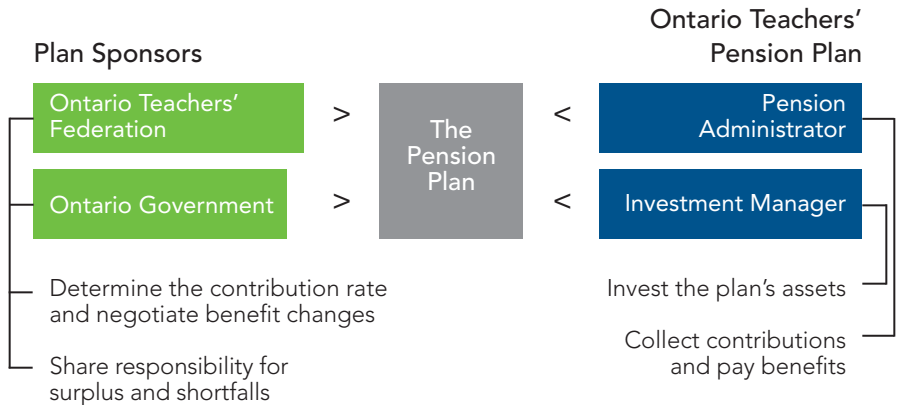 Plan Sponsors
Ontario Teachers'
Federation
>
Ontario Government
>
Determine the contribution rate
and negotiate benefit changes
Share responsibility for
surplus and shortfalls
The
Pension
Plan
Ontario Teachers’
Pension Plan
<
Pension
Administrator
<
Investment Manager
Invest the plan’s assets
Collect contributions
and pay benefits